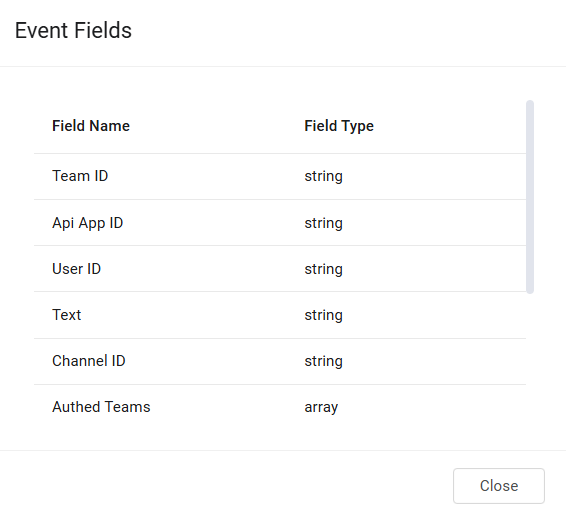 Event Fields
Field Name Field Type
Team ID string
Api App ID string
User ID string
Text string
Channel ID string
Authed Teams array
Close